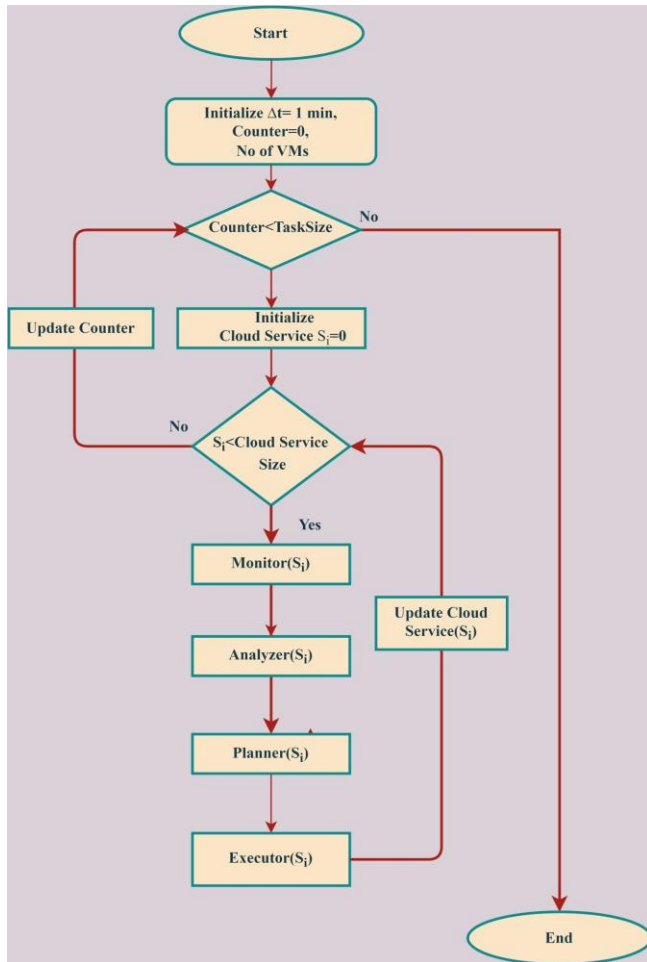 Start
Initialize Δt= 1 min,
Counter=0,
No of VMs
Counter<TaskSize
No
Update Counter
Initialize
Cloud Service Sᵢ=0
No
Sᵢ<Cloud Service
Size
Yes
Monitor(Sᵢ)
Update Cloud
Service(Sᵢ)
Analyzer(Sᵢ)
Planner(Sᵢ)
Executor(Sᵢ)
End